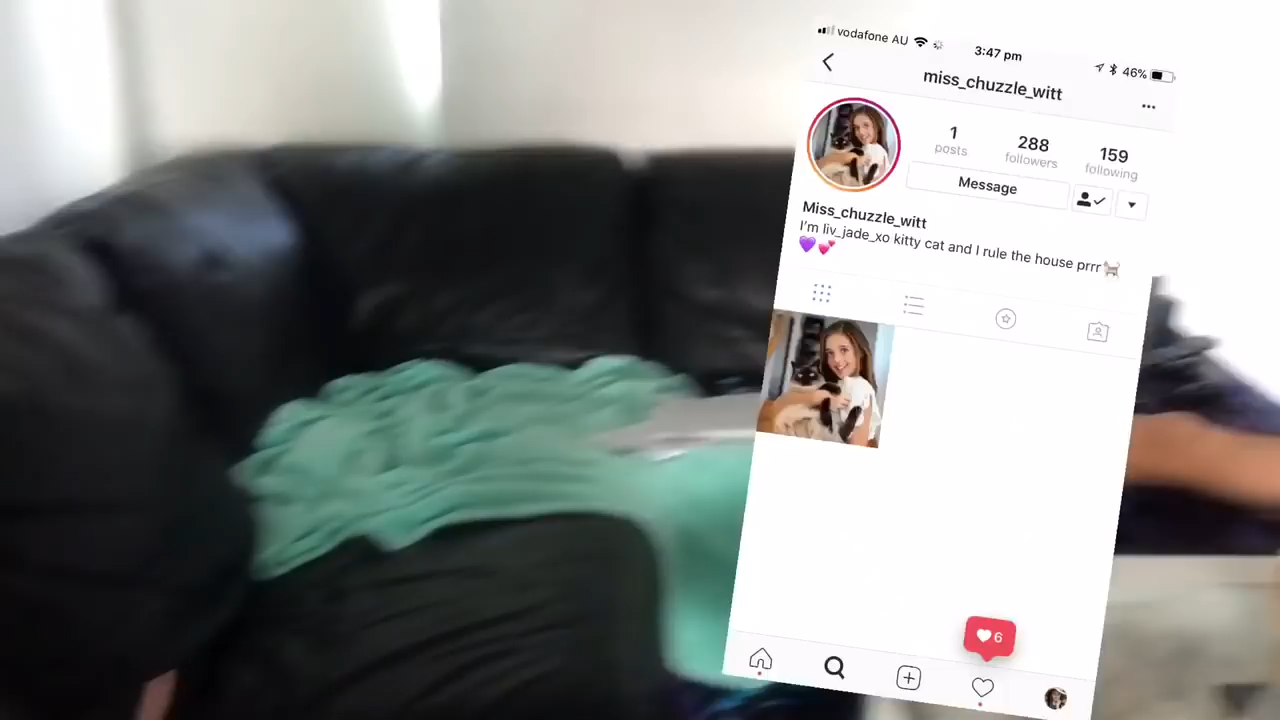 vodafone AU 3:47 pm 46%
miss_chuzzle_witt
1 288 159
posts followers following
Message
Miss_chuzzle_witt
I'm liv_jade_xo kitty cat and I rule the house prrr🐈
💜💕
6